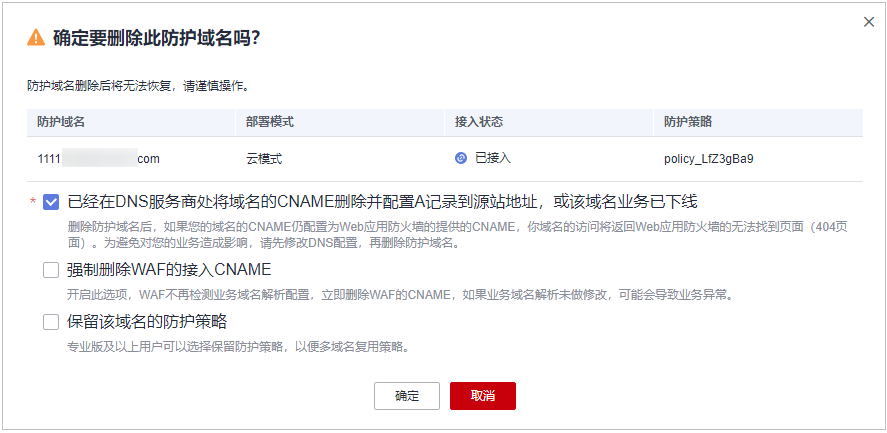 确定要删除此防护域名吗?
防护域名删除后将无法恢复，请谨慎操作。
防护域名 部署模式 接入状态 防护策略
1111 com 云模式 已接入 policy_LfZ3gBa9
* 已经在DNS服务商处将域名的CNAME删除并配置A记录到源站地址，或该域名业务已下线
删除防护域名后，如果您的域名的CNAME仍配置为Web应用防火墙的提供的CNAME，你域名的访问将返回Web应用防火墙的无法找到页面（404页
面）。为避免对您的业务造成影响，请先修改DNS配置，再删除防护域名。
强制删除WAF的接入CNAME
开启此选项，WAF不再检测业务域名解析配置，立即删除WAF的CNAME，如果业务域名解析未做修改，可能会导致业务异常。
保留该域名的防护策略
专业版及以上用户可以选择保留防护策略，以便多域名复用策略。
确定 取消